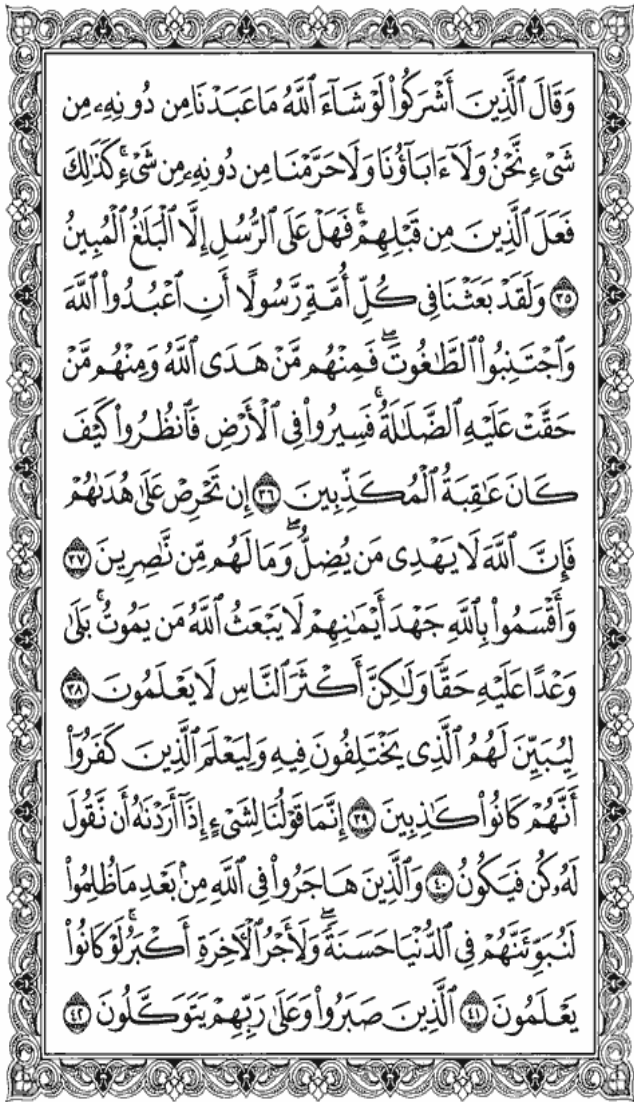 وَقَالَ ٱلَّذِينَ أَشْرَكُوا۟ لَوْ شَآءَ ٱللَّهُ مَا عَبَدْنَا مِن دُونِهِۦ مِن
شَىْءٍ نَّحْنُ وَلَآ ءَابَآؤُنَا وَلَا حَرَّمْنَا مِن دُونِهِۦ مِن شَىْءٍ ۚ كَذَٰلِكَ
فَعَلَ ٱلَّذِينَ مِن قَبْلِهِمْ ۚ فَهَلْ عَلَى ٱلرُّسُلِ إِلَّا ٱلْبَلَٰغُ ٱلْمُبِينُ
٣٥ وَلَقَدْ بَعَثْنَا فِى كُلِّ أُمَّةٍ رَّسُولًا أَنِ ٱعْبُدُوا۟ ٱللَّهَ
وَٱجْتَنِبُوا۟ ٱلطَّٰغُوتَ ۖ فَمِنْهُم مَّنْ هَدَى ٱللَّهُ وَمِنْهُم مَّنْ
حَقَّتْ عَلَيْهِ ٱلضَّلَٰلَةُ ۚ فَسِيرُوا۟ فِى ٱلْأَرْضِ فَٱنظُرُوا۟ كَيْفَ
كَانَ عَٰقِبَةُ ٱلْمُكَذِّبِينَ ٣٦ إِن تَحْرِصْ عَلَىٰ هُدَىٰهُمْ
فَإِنَّ ٱللَّهَ لَا يَهْدِى مَن يُضِلُّ ۖ وَمَا لَهُم مِّن نَّٰصِرِينَ ٣٧
وَأَقْسَمُوا۟ بِٱللَّهِ جَهْدَ أَيْمَٰنِهِمْ لَا يَبْعَثُ ٱللَّهُ مَن يَمُوتُ ۚ بَلَىٰ
وَعْدًا عَلَيْهِ حَقًّا وَلَٰكِنَّ أَكْثَرَ ٱلنَّاسِ لَا يَعْلَمُونَ ٣٨
لِيُبَيِّنَ لَهُمُ ٱلَّذِى يَخْتَلِفُونَ فِيهِ وَلِيَعْلَمَ ٱلَّذِينَ كَفَرُوٓا۟
أَنَّهُمْ كَانُوا۟ كَٰذِبِينَ ٣٩ إِنَّمَا قَوْلُنَا لِشَىْءٍ إِذَآ أَرَدْنَٰهُ أَن نَّقُولَ
لَهُۥ كُن فَيَكُونُ ٤٠ وَٱلَّذِينَ هَاجَرُوا۟ فِى ٱللَّهِ مِنۢ بَعْدِ مَا ظُلِمُوا۟
لَنُبَوِّئَنَّهُمْ فِى ٱلدُّنْيَا حَسَنَةً ۖ وَلَأَجْرُ ٱلْءَاخِرَةِ أَكْبَرُ ۚ لَوْ كَانُوا۟
يَعْلَمُونَ ٤١ ٱلَّذِينَ صَبَرُوا۟ وَعَلَىٰ رَبِّهِمْ يَتَوَكَّلُونَ ٤٢